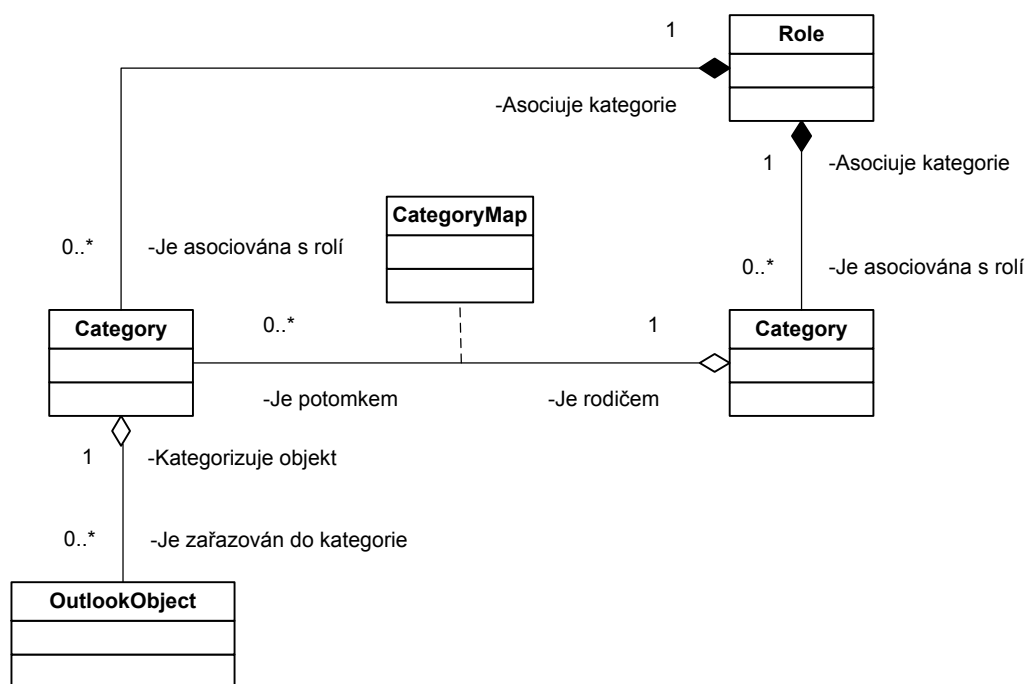 1
Role
-Asociuje kategorie
1
-Asociuje kategorie
CategoryMap
0..*
-Je asociována s rolí
0..*
-Je asociována s rolí
Category
0..*
1
Category
-Je potomkem
-Je rodičem
1
-Kategorizuje objekt
0..*
-Je zařazován do kategorie
OutlookObject